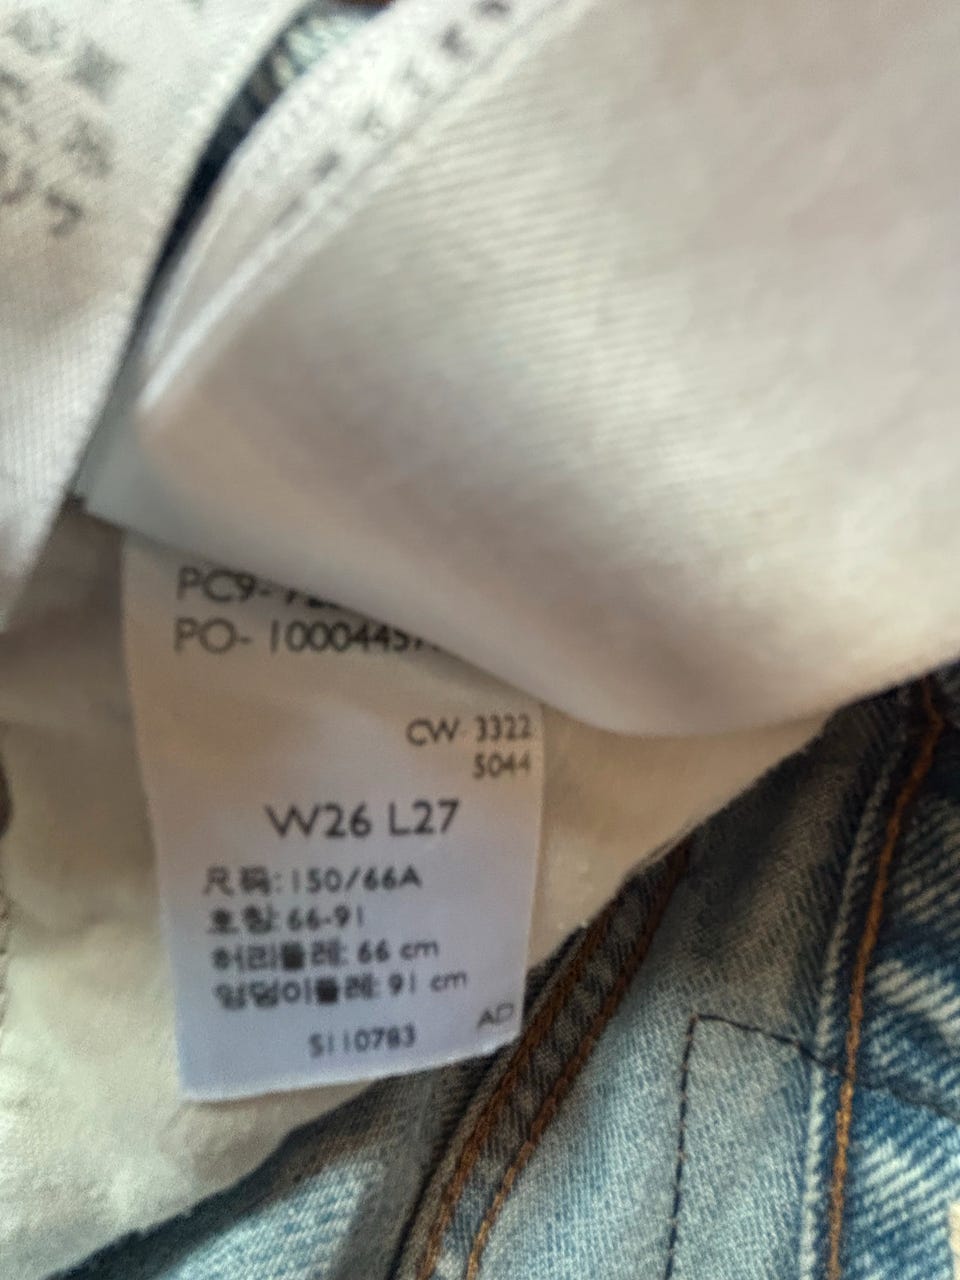 PC9-
PO- 10004457
CW- 3322
5044
W26 L27
尺码: 150/66A
호칭: 66-91
허리둘레: 66 cm
엉덩이둘레: 91 cm
AD
S110783